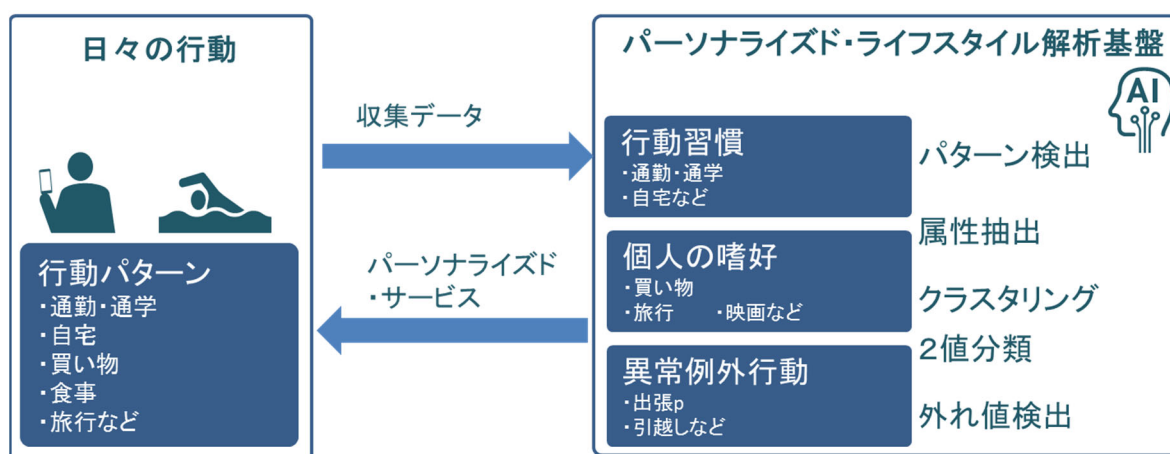 日々の行動
行動パターン
・通勤・通学
・自宅
・買い物
・食事
・旅行など
収集データ
パーソナライズド
・サービス
パーソナライズド・ライフスタイル解析基盤
AI
行動習慣
・通勤・通学
・自宅など
個人の嗜好
・買い物
・旅行　・映画など
異常例外行動
・出張p
・引越しなど
パターン検出
属性抽出
クラスタリング
２値分類
外れ値検出